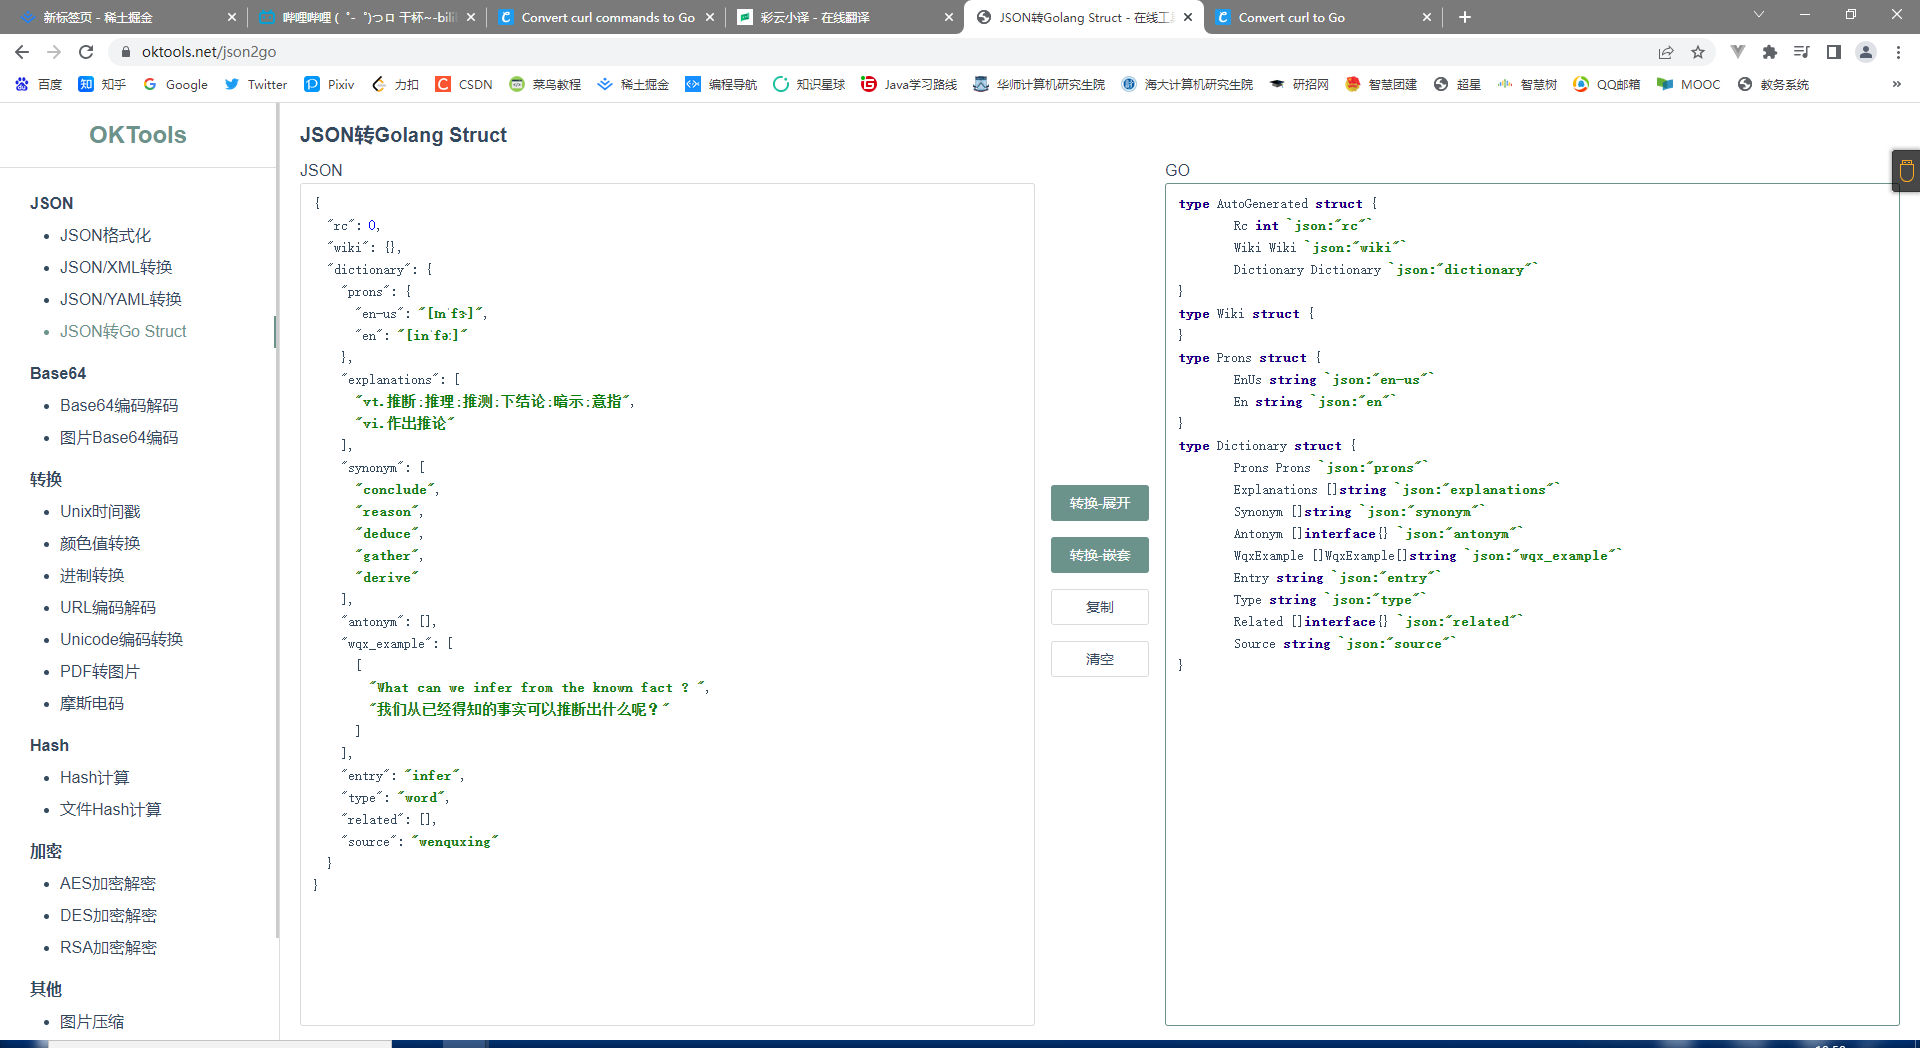 新标签页 - 稀土掘金
哔哩哔哩 (゜-゜)つロ 干杯~-bili
Convert curl commands to Go
彩云小译 - 在线翻译
JSON转Golang Struct - 在线工具
Convert curl to Go
oktools.net/json2go
百度
知乎
Google
Twitter
Pixiv
力扣
CSDN
菜鸟教程
稀土掘金
编程导航
知识星球
Java学习路线
华师计算机研究生院
海大计算机研究生院
研招网
智慧团建
超星
智慧树
QQ邮箱
MOOC
教务系统
»
OKTools
JSON
JSON格式化
JSON/XML转换
JSON/YAML转换
JSON转Go Struct
Base64
Base64编码解码
图片Base64编码
转换
Unix时间戳
颜色值转换
进制转换
URL编码解码
Unicode编码转换
PDF转图片
摩斯电码
Hash
Hash计算
文件Hash计算
加密
AES加密解密
DES加密解密
RSA加密解密
其他
图片压缩
JSON转Golang Struct
JSON
{
"rc": 0,
"wiki": {},
"dictionary": {
"prons": {
"en-us": "[ɪnˈfɝ]",
"en": "[inˈfəː]"
},
"explanations": [
"vt.推断;推理;推测;下结论;暗示;意指",
"vi.作出推论"
],
"synonym": [
"conclude",
"reason",
"deduce",
"gather",
"derive"
],
"antonym": [],
"wqx_example": [
[
"What can we infer from the known fact ? ",
"我们从已经得知的事实可以推断出什么呢？"
]
],
"entry": "infer",
"type": "word",
"related": [],
"source": "wenquxing"
}
}
转换-展开
转换-嵌套
复制
清空
GO
type AutoGenerated struct {
Rc int `json:"rc"`
Wiki Wiki `json:"wiki"`
Dictionary Dictionary `json:"dictionary"`
}
type Wiki struct {
}
type Prons struct {
EnUs string `json:"en-us"`
En string `json:"en"`
}
type Dictionary struct {
Prons Prons `json:"prons"`
Explanations []string `json:"explanations"`
Synonym []string `json:"synonym"`
Antonym []interface{} `json:"antonym"`
WqxExample []WqxExample[]string `json:"wqx_example"`
Entry string `json:"entry"`
Type string `json:"type"`
Related []interface{} `json:"related"`
Source string `json:"source"`
}